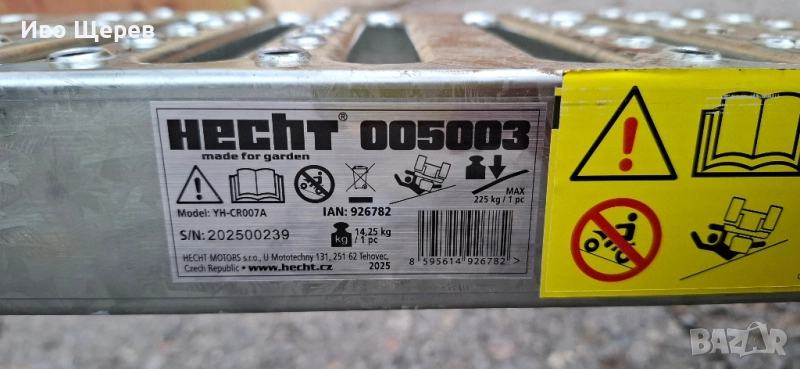 Иво Щерев
HECHT® 005003
made for garden
MAX
225 kg / 1 pc
Model: YH-CR007A
IAN: 926782
S/N: 202500239
kg
14,25 kg
/ 1 pc
HECHT MOTORS s.r.o., U Mototechny 131, 251 62 Tehovec,
Czech Republic • www.hecht.cz
2025
8 595614 926782 >
BAZAR